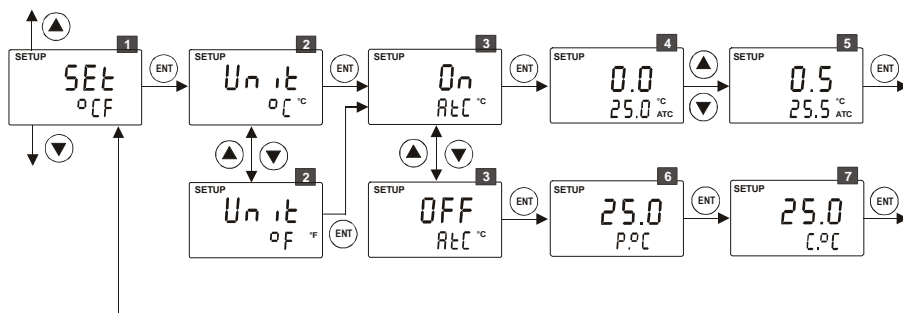 1
SETUP
SEt
°CF
ENT
2
SETUP
Unit
°C °C
ENT
3
SETUP
On
AtC °C
ENT
4
SETUP
0.0
25.0 °C ATC
5
SETUP
0.5
25.5 °C ATC
ENT
2
SETUP
Unit
°F °F
ENT
3
SETUP
OFF
AtC °C
ENT
6
SETUP
25.0
P.°C
ENT
7
SETUP
25.0
C.°C
ENT